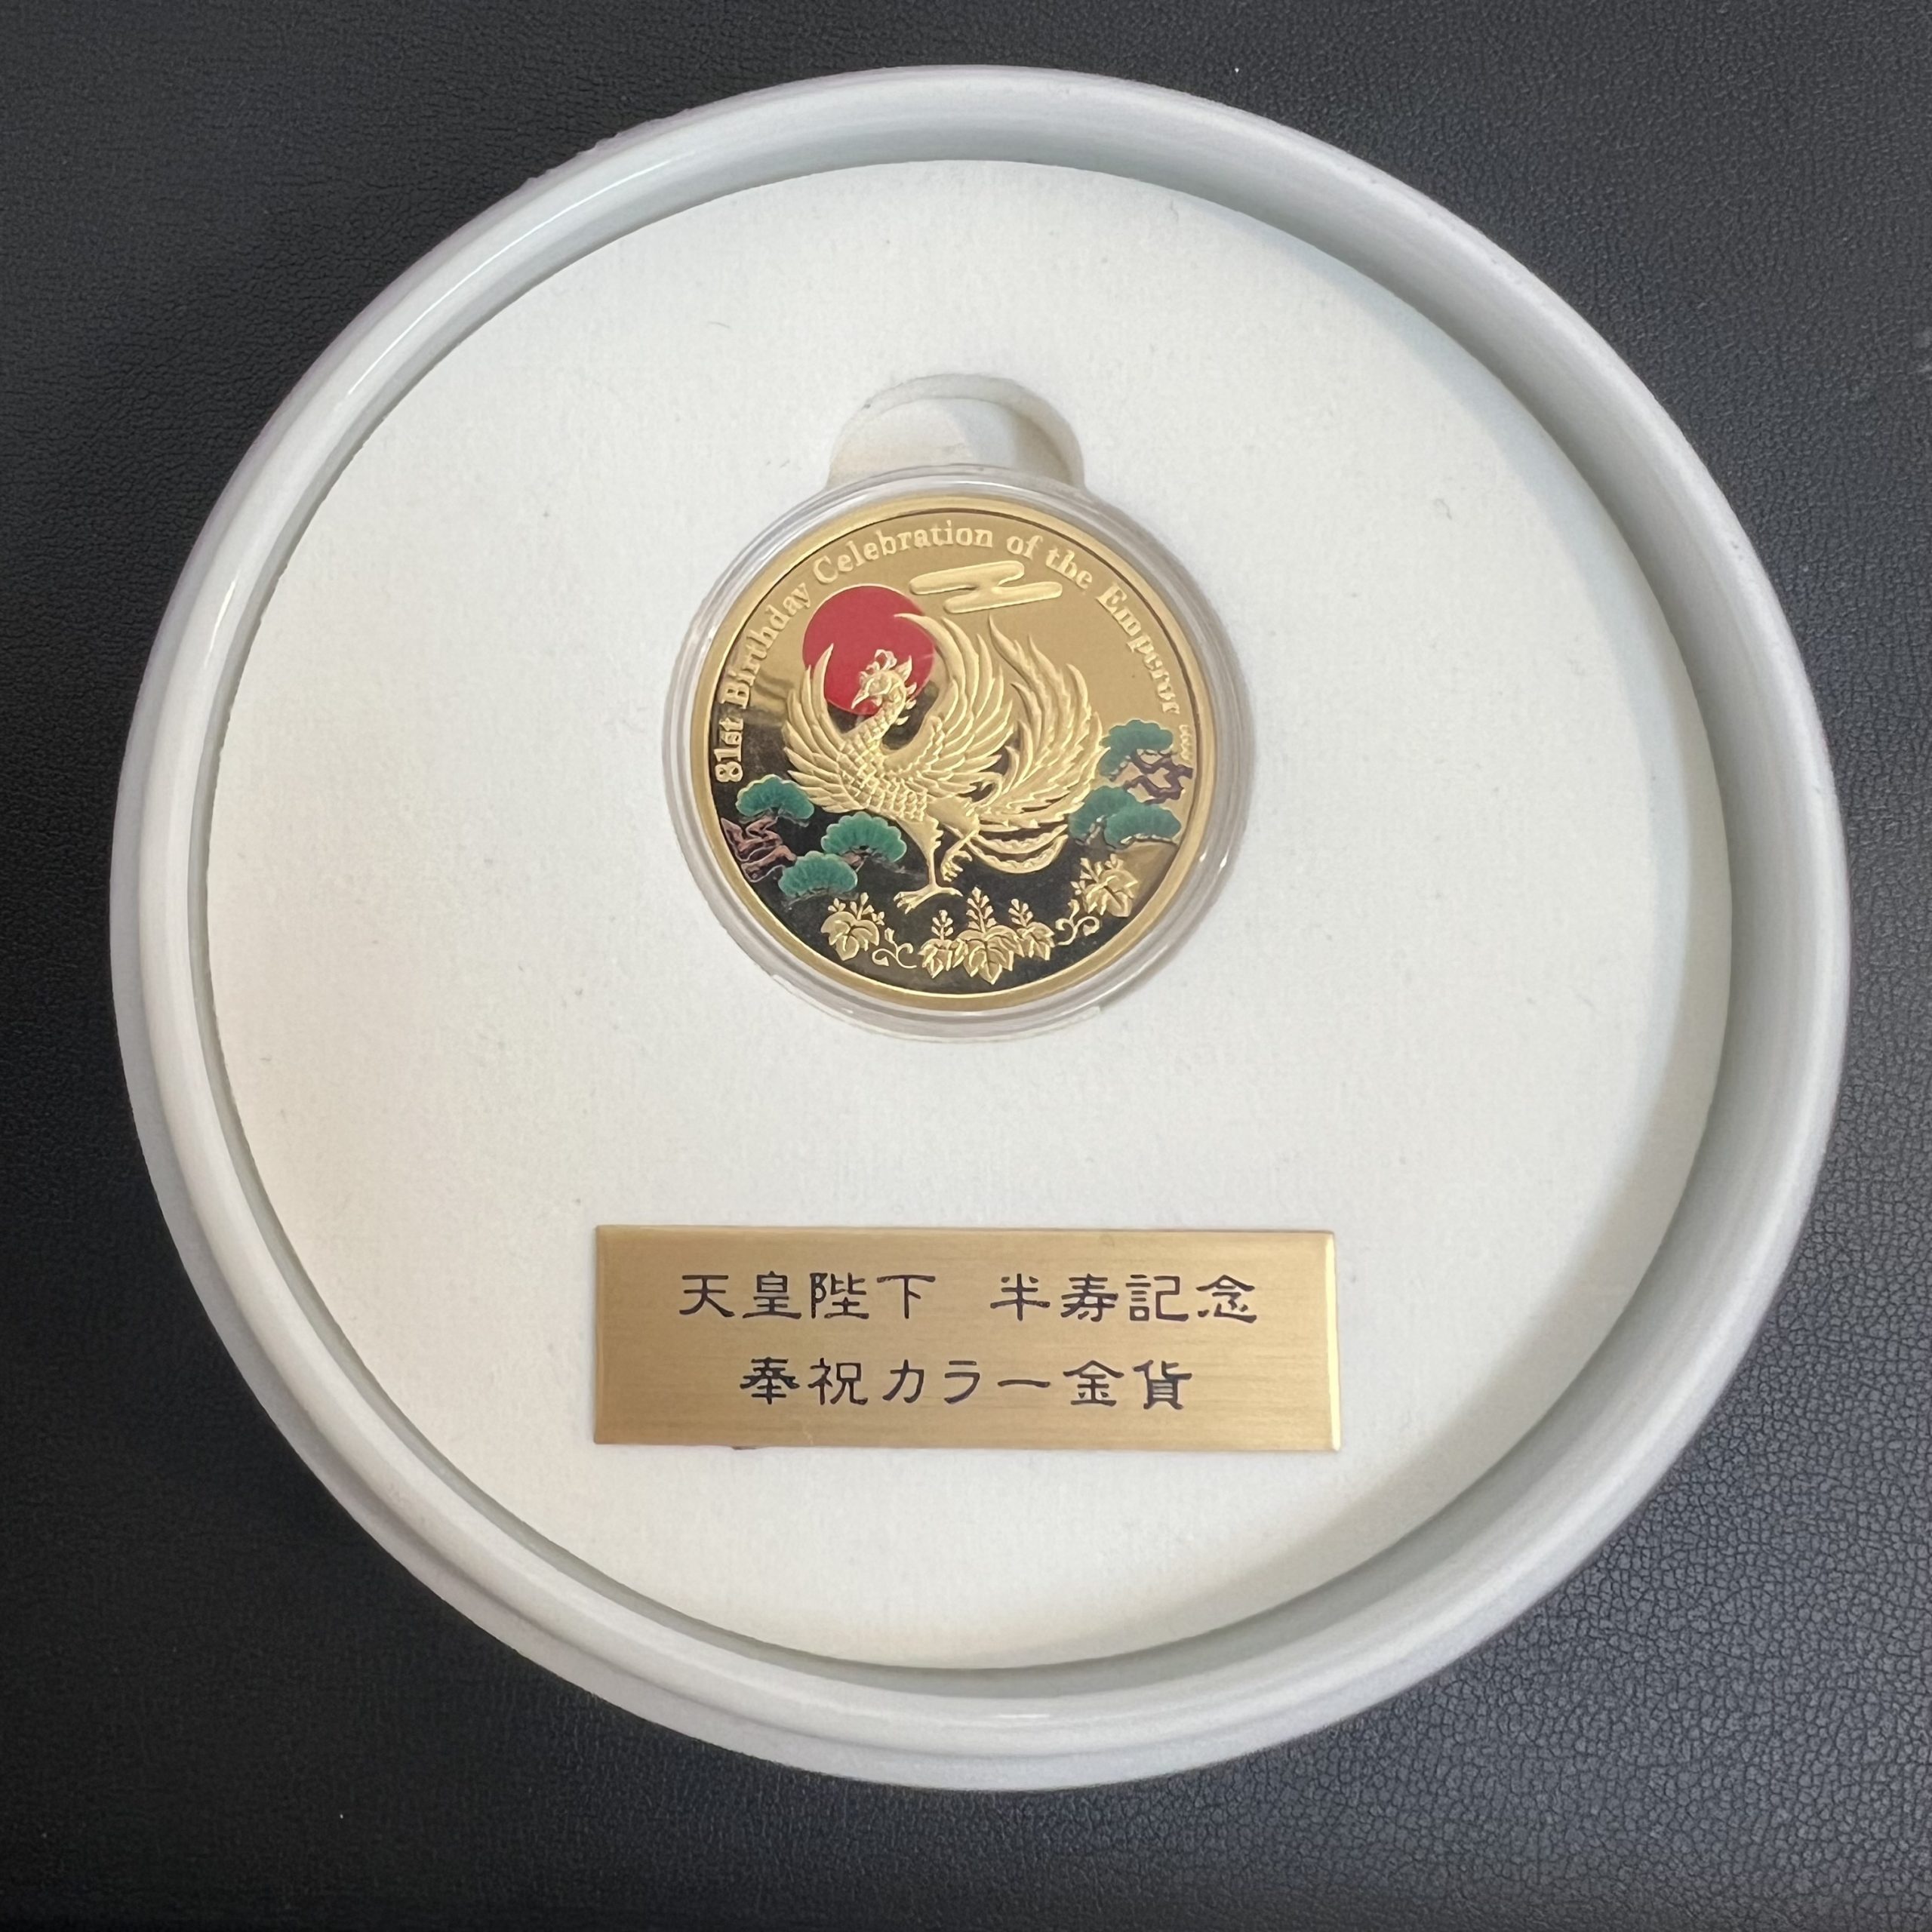 81st Birthday Celebration of the Emperor
天皇陛下 半寿記念
奉祝カラー金貨